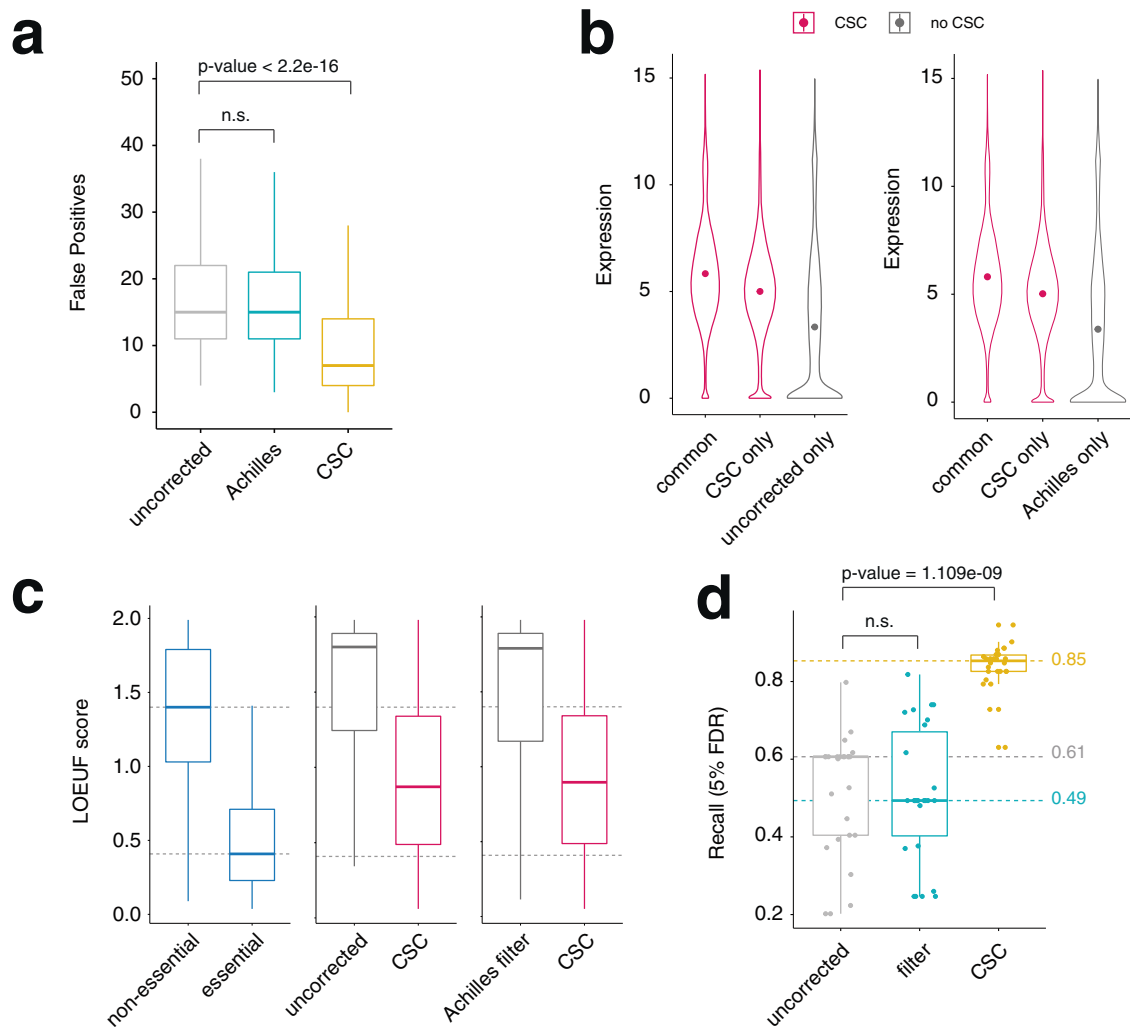 a
p-value < 2.2e-16
n.s.
False Positives
50
40
30
20
10
0
uncorrected
Achilles
CSC
b
CSC
no CSC
Expression
15
10
5
0
common
CSC only
uncorrected only
Expression
15
10
5
0
common
CSC only
Achilles only
c
LOEUF score
2.0
1.5
1.0
0.5
0.0
non-essential
essential
uncorrected
CSC
Achilles filter
CSC
d
p-value = 1.109e-09
n.s.
Recall (5% FDR)
0.8
0.6
0.4
0.2
0.85
0.61
0.49
uncorrected
filter
CSC